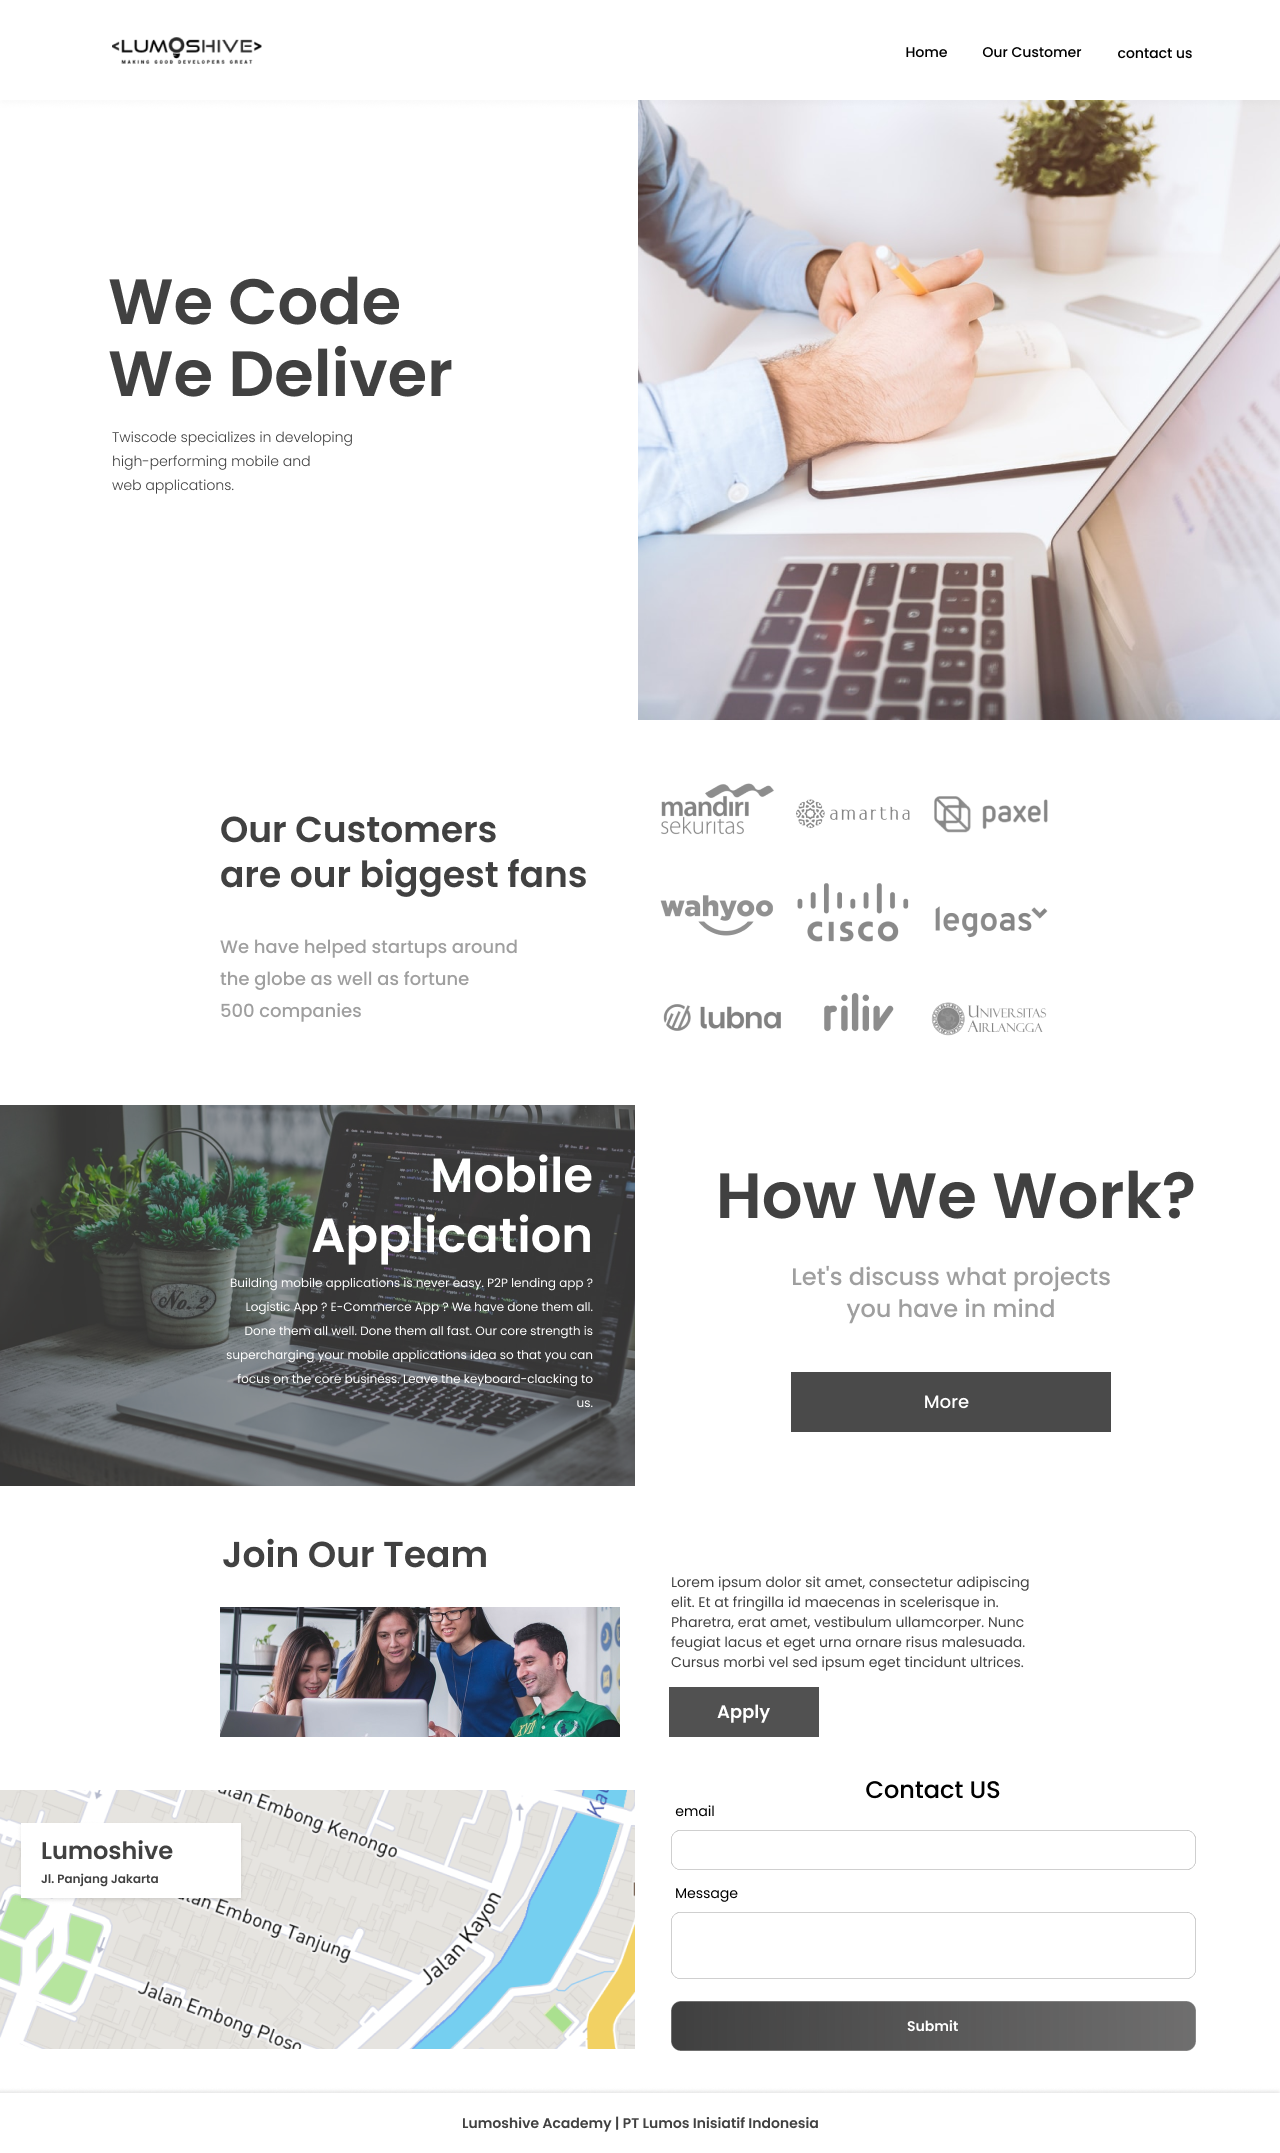 <LUMOSHIVE>
MAKING GOOD DEVELOPERS GREAT
Home
Our Customer
contact us
We Code
We Deliver
Twiscode specializes in developing
high-performing mobile and
web applications.
Our Customers
are our biggest fans
We have helped startups around
the globe as well as fortune
500 companies
mandiri
sekuritas
amartha
paxel
wahyoo
CISCO
legoas
lubna
riliv
UNIVERSITAS
AIRLANGGA
No. 2
Mobile
Application
Building mobile applications is never easy. P2P lending app ?
Logistic App ? E-Commerce App ? We have done them all.
Done them all well. Done them all fast. Our core strength is
supercharging your mobile applications idea so that you can
focus on the core business. Leave the keyboard-clacking to
us.
How We Work?
Let's discuss what projects
you have in mind
More
Join Our Team
XVII
Lorem ipsum dolor sit amet, consectetur adipiscing
elit. Et at fringilla id maecenas in scelerisque in.
Pharetra, erat amet, vestibulum ullamcorper. Nunc
feugiat lacus et eget urna ornare risus malesuada.
Cursus morbi vel sed ipsum eget tincidunt ultrices.
Apply
Jalan Embong Kenongo
Lumoshive
Jl. Panjang Jakarta
Jalan Embong Tanjung
Jalan Kayon
Jalan Embong Ploso
Contact US
email
Message
Submit
Lumoshive Academy | PT Lumos Inisiatif Indonesia